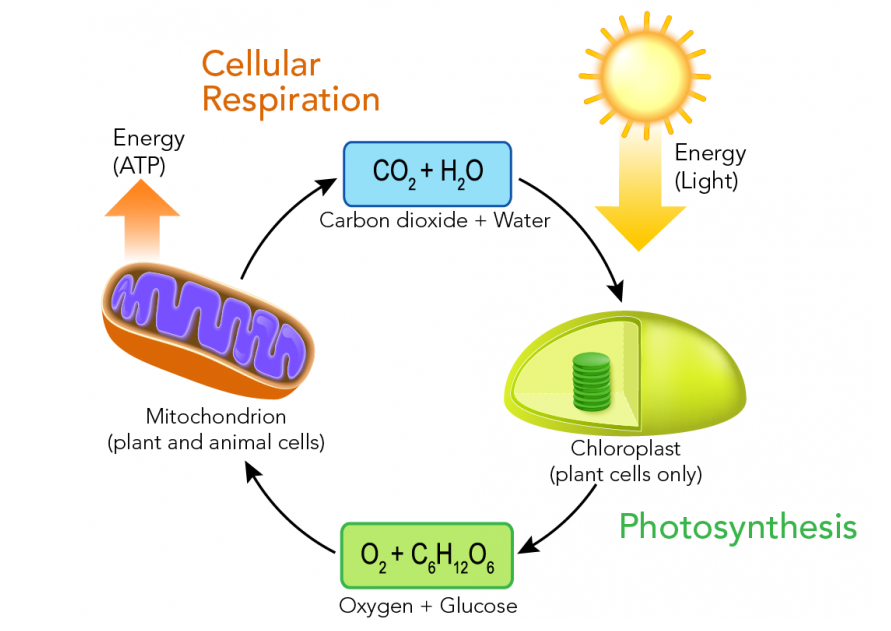 Cellular
Respiration
Energy
(ATP)
CO₂ + H₂O
Carbon dioxide + Water
Energy
(Light)
Mitochondrion
(plant and animal cells)
Chloroplast
(plant cells only)
Photosynthesis
O₂ + C₆H₁₂O₆
Oxygen + Glucose